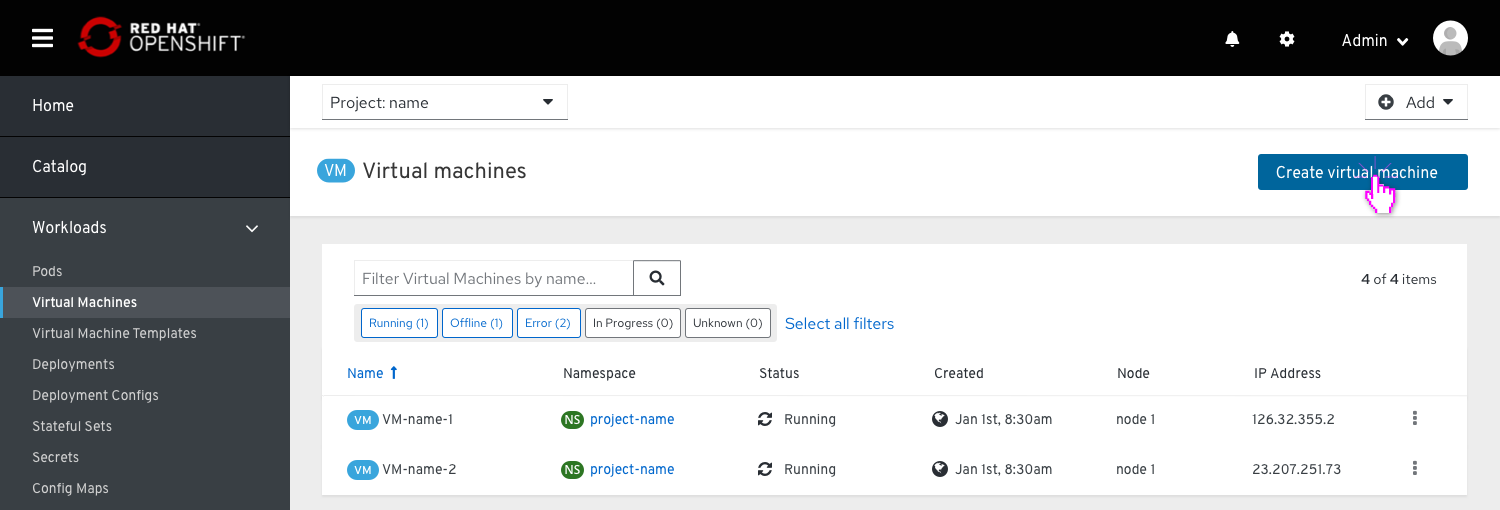 RED HAT
OPENSHIFT
Admin
Home
Catalog
Workloads
Pods
Virtual Machines
Virtual Machine Templates
Deployments
Deployment Configs
Stateful Sets
Secrets
Config Maps
Project: name
Add
VM Virtual machines
Create virtual machine
Filter Virtual Machines by name...
4 of 4 items
Running (1) Offline (1) Error (2) In Progress (0) Unknown (0) Select all filters
Name Namespace Status Created Node IP Address
VM VM-name-1 NS project-name Running Jan 1st, 8:30am node 1 126.32.355.2
VM VM-name-2 NS project-name Running Jan 1st, 8:30am node 1 23.207.251.73